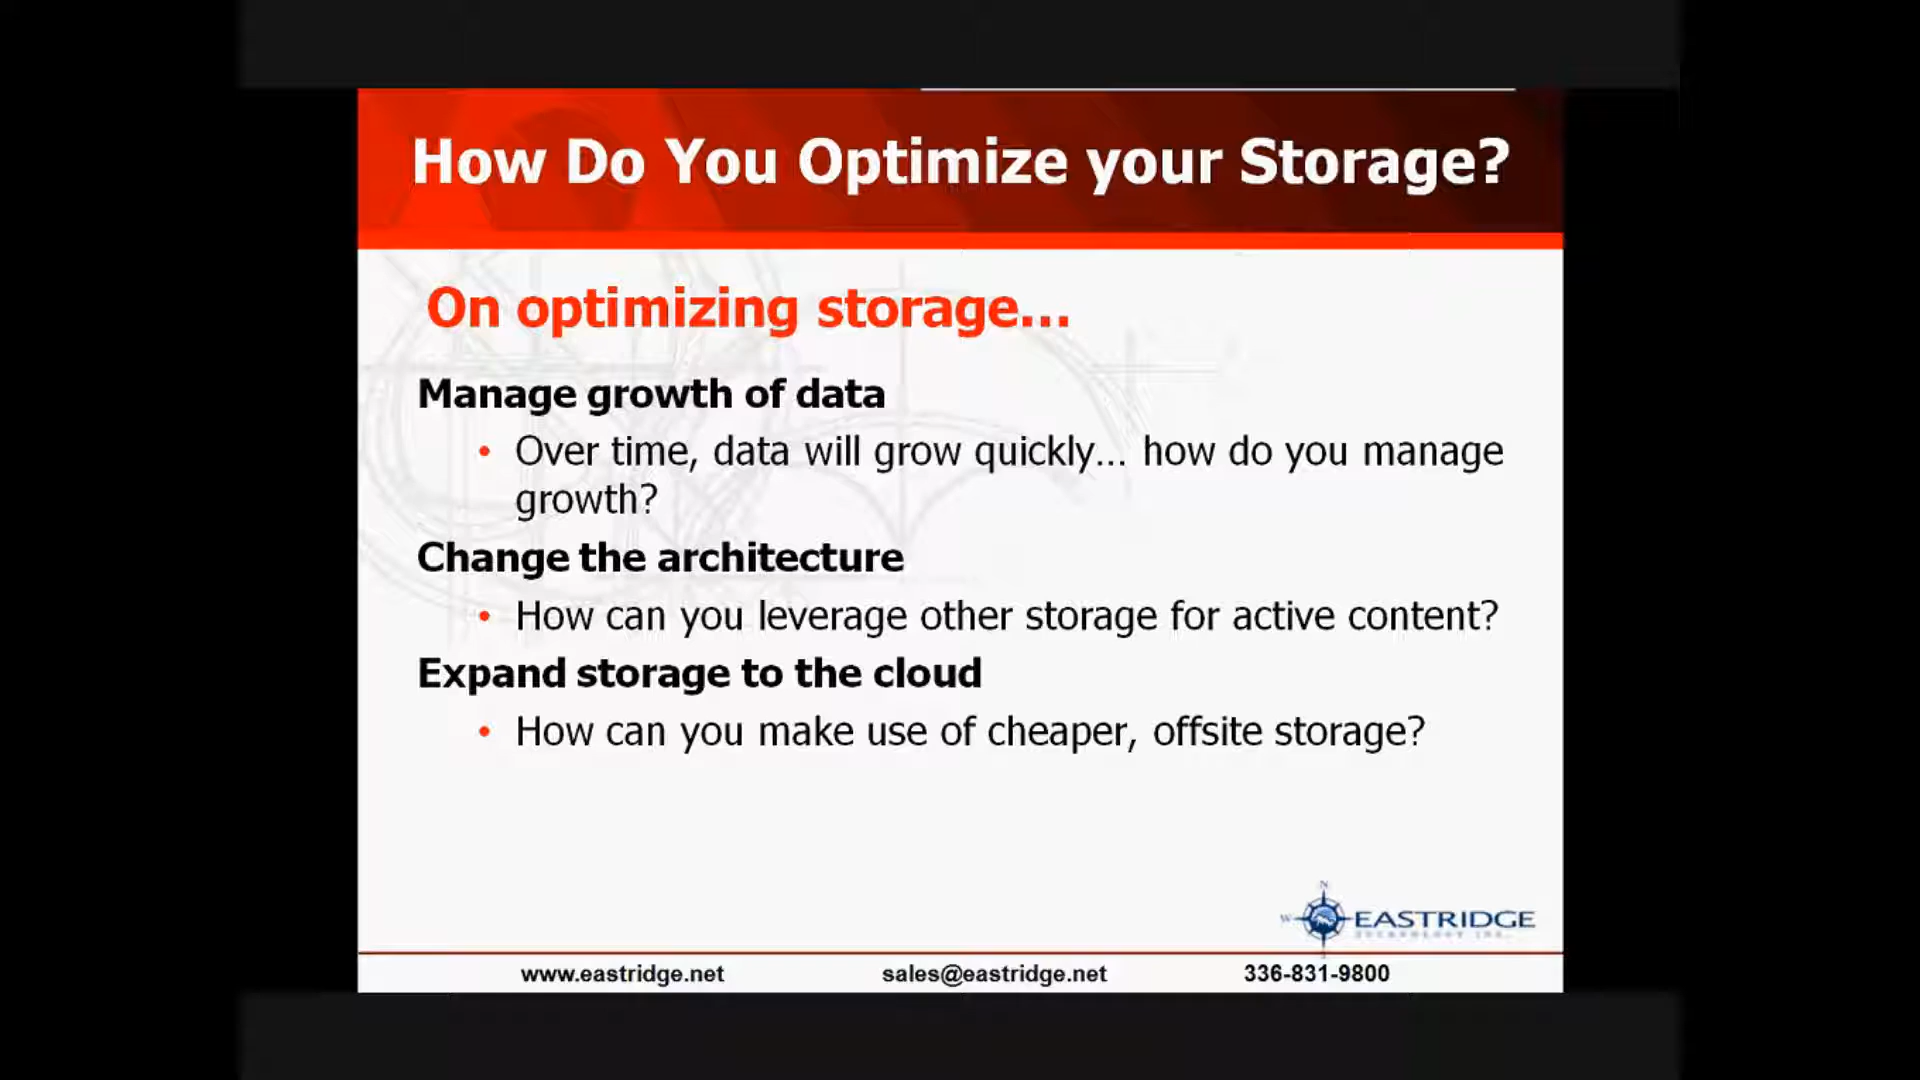 How Do You Optimize your Storage?
On optimizing storage...
Manage growth of data
• Over time, data will grow quickly... how do you manage
growth?
Change the architecture
• How can you leverage other storage for active content?
Expand storage to the cloud
• How can you make use of cheaper, offsite storage?
N
W EASTRIDGE
TECHNOLOGY INC.
www.eastridge.net sales@eastridge.net 336-831-9800